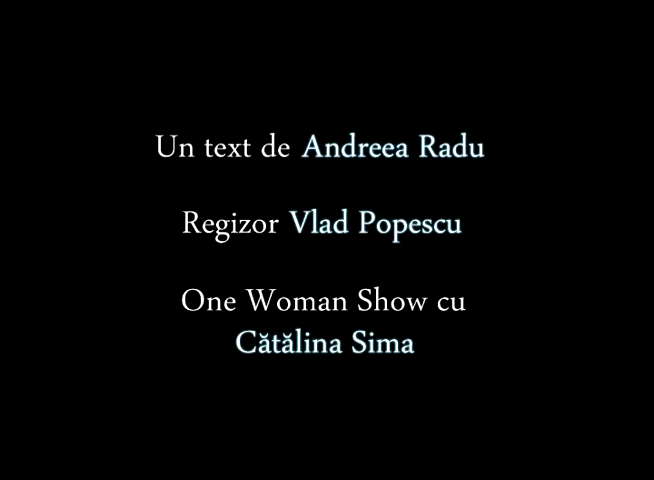 Un text de Andreea Radu
Regizor Vlad Popescu
One Woman Show cu
Cătălina Sima